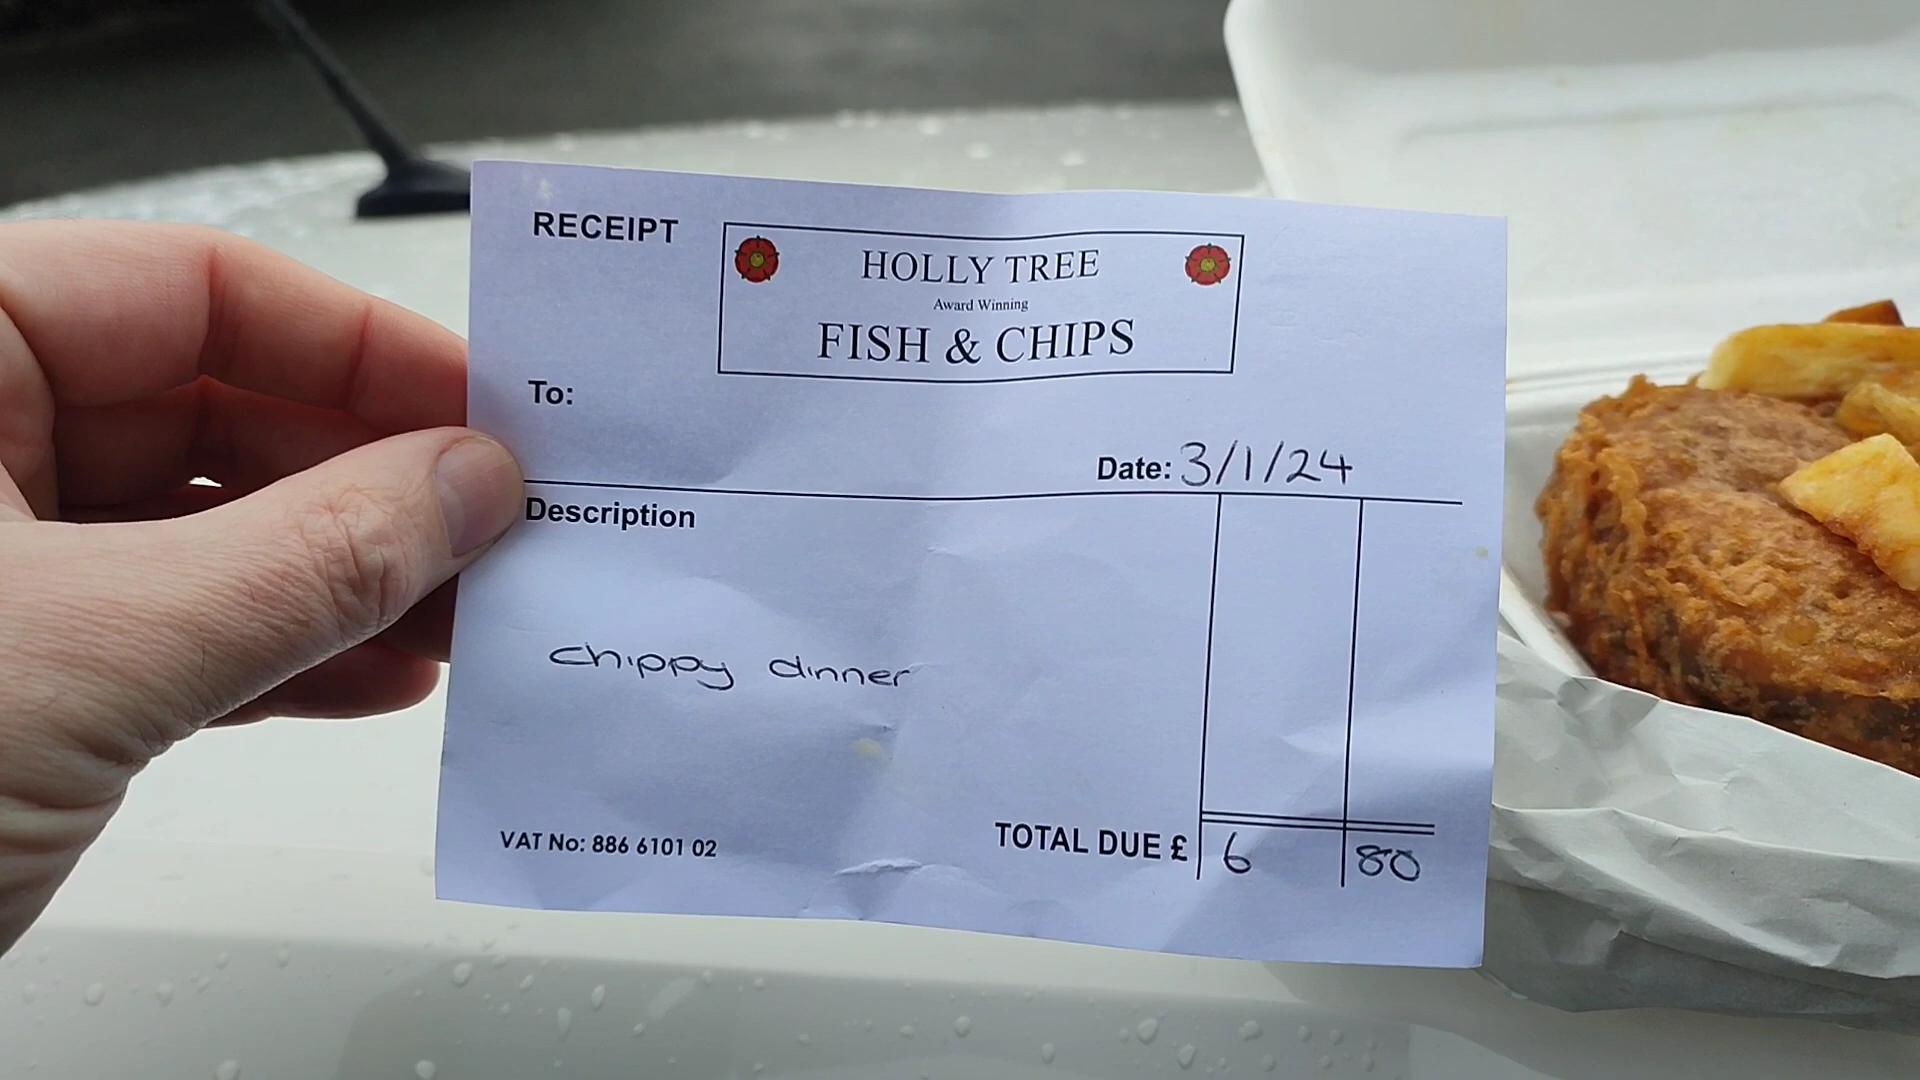 RECEIPT
HOLLY TREE
Award Winning
FISH & CHIPS
To:
Date: 3/1/24
Description
chippy dinner
VAT No: 886 6101 02
TOTAL DUE £ 6 80